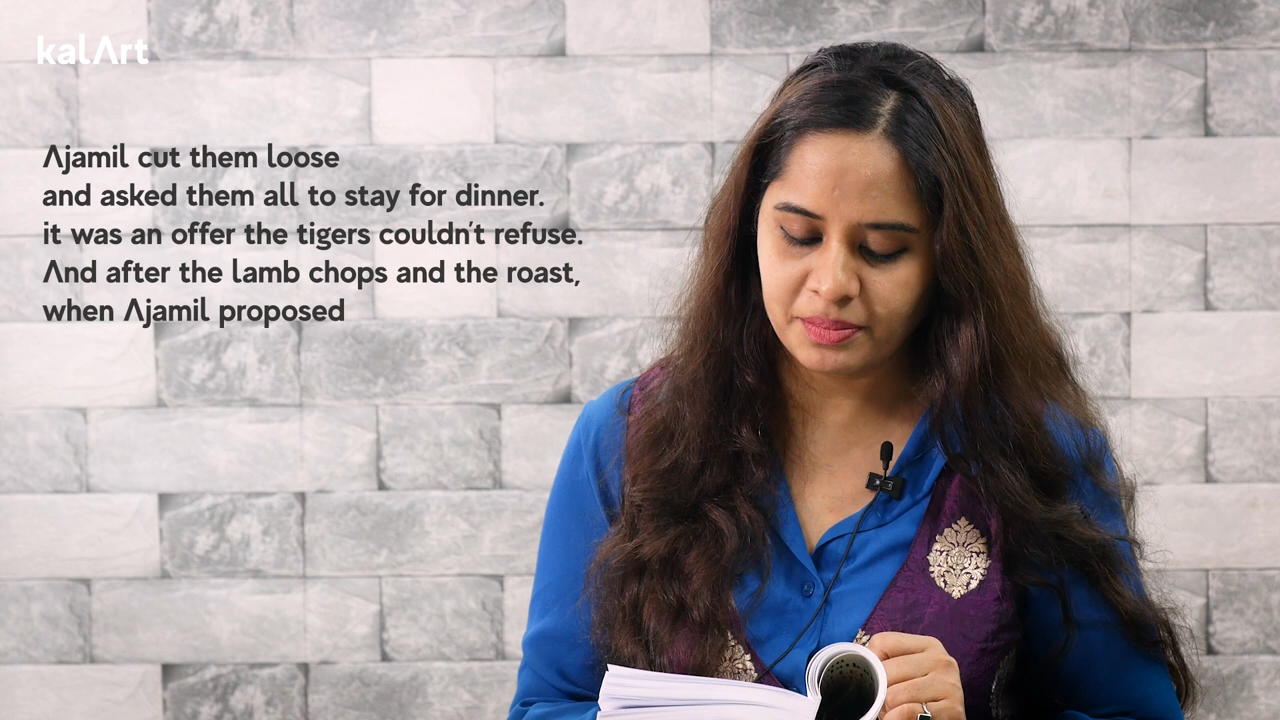 kalArt
Ajamil cut them loose
and asked them all to stay for dinner.
it was an offer the tigers couldn't refuse.
And after the lamb chops and the roast,
when Ajamil proposed